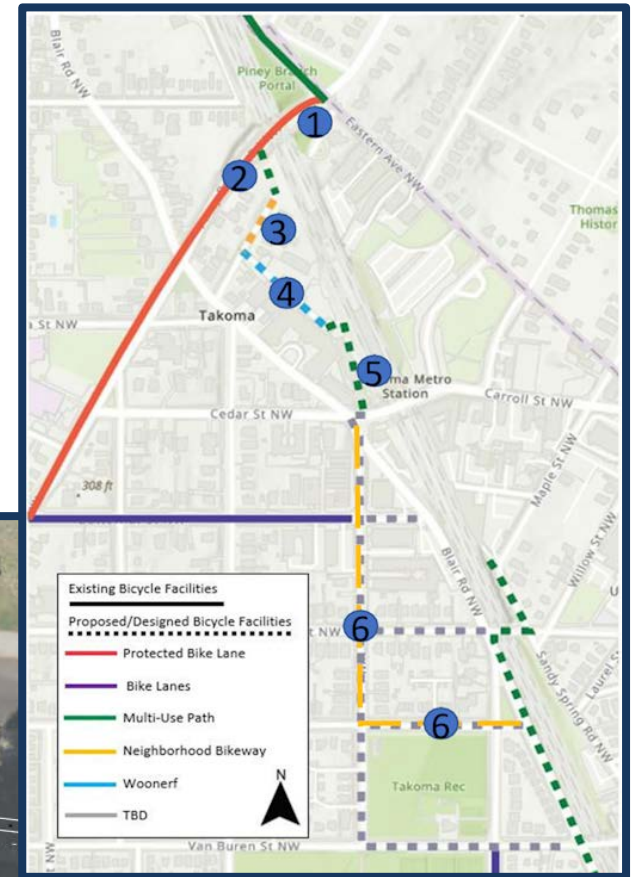 Blair Rd NW
Piney Branch
Portal
1
Eastern Ave NW
2
Thomas
Histor
3
4
Takoma
a St NW
5
ma Metro
Station
Carroll St NW
Cedar St NW
Maple St NW
308 ft
Willow St NW
Blair Rd NW
6
t NW
Sandy Spring Rd NW
Laurel S
6
Takoma Rec
Van Buren St NW
Existing Bicycle Facilities
Proposed/Designed Bicycle Facilities
Protected Bike Lane
Bike Lanes
Multi-Use Path
Neighborhood Bikeway
Woonerf
TBD
N